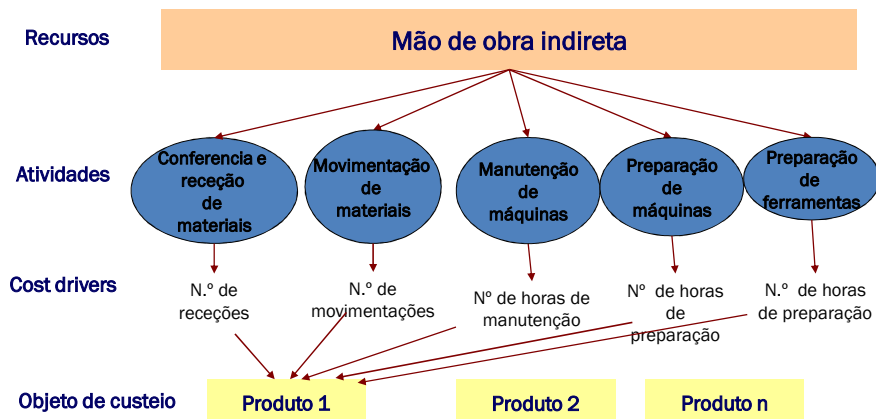 Recursos
Mão de obra indireta
Atividades
Conferencia e
receção
de
materiais
Movimentação
de
materiais
Manutenção
de
máquinas
Preparação
de
máquinas
Preparação
de
ferramentas
Cost drivers
N.º de
receções
N.º de
movimentações
Nº de horas de
manutenção
Nº de horas
de
preparação
N.º de horas
de preparação
Objeto de custeio
Produto 1
Produto 2
Produto n